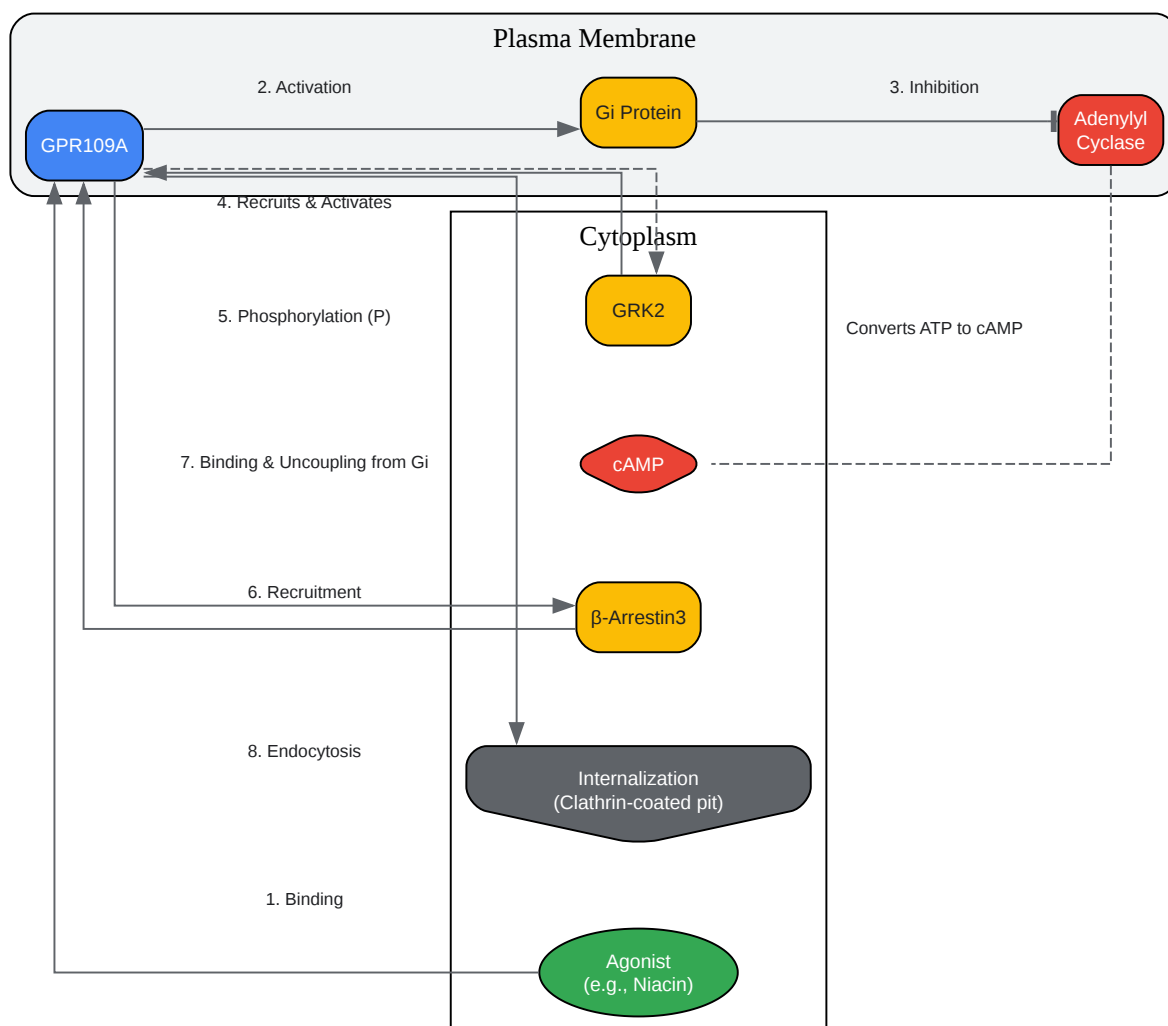 Plasma Membrane
2. Activation
3. Inhibition
Gi Protein
Adenylyl
Cyclase
GPR109A
4. Recruits & Activates
Cytoplasm
GRK2
5. Phosphorylation (P)
Converts ATP to cAMP
7. Binding & Uncoupling from Gi
cAMP
6. Recruitment
β-Arrestin3
8. Endocytosis
Internalization
(Clathrin-coated pit)
1. Binding
Agonist
(e.g., Niacin)